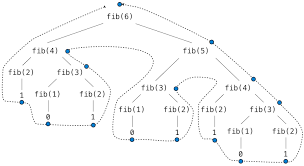 fib(6)
fib(4) fib(5)
fib(2) fib(3) fib(3) fib(4)
1 fib(1) fib(2) fib(1) fib(2) fib(2) fib(3)
0 1 0 1 1 fib(1) fib(2)
0 1